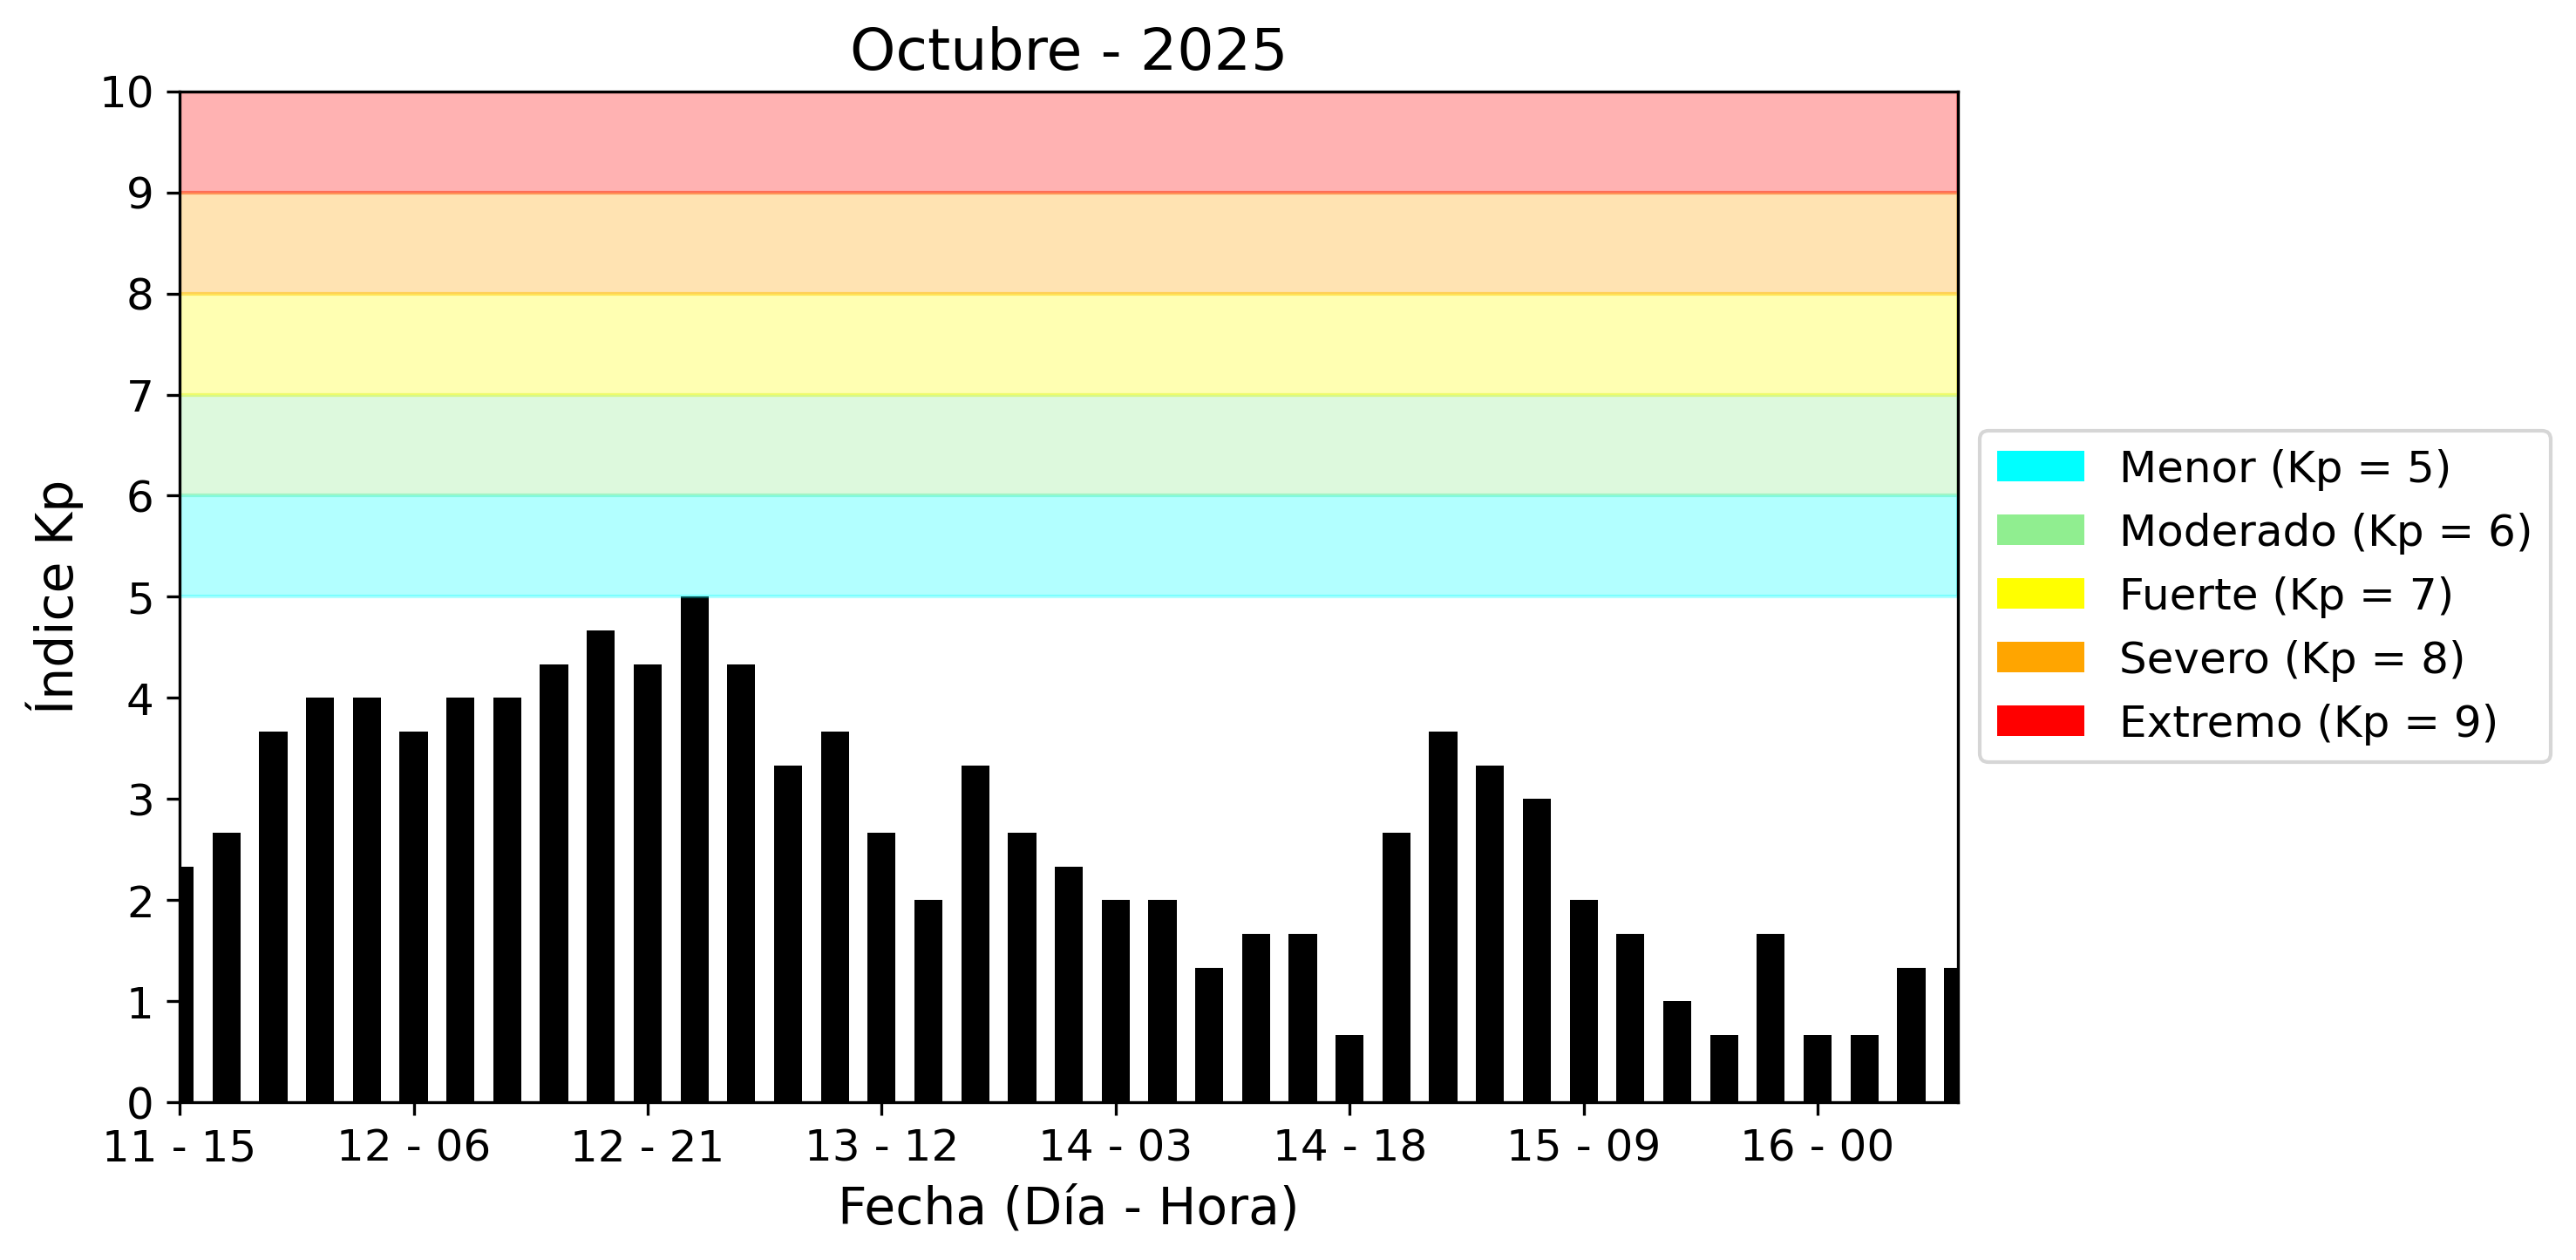 Octubre - 2025
10
9
8
7
6
5
4
3
2
1
0
Índice Kp
11 - 15
12 - 06
12 - 21
13 - 12
14 - 03
14 - 18
15 - 09
16 - 00
Fecha (Día - Hora)
Menor (Kp = 5)
Moderado (Kp = 6)
Fuerte (Kp = 7)
Severo (Kp = 8)
Extremo (Kp = 9)